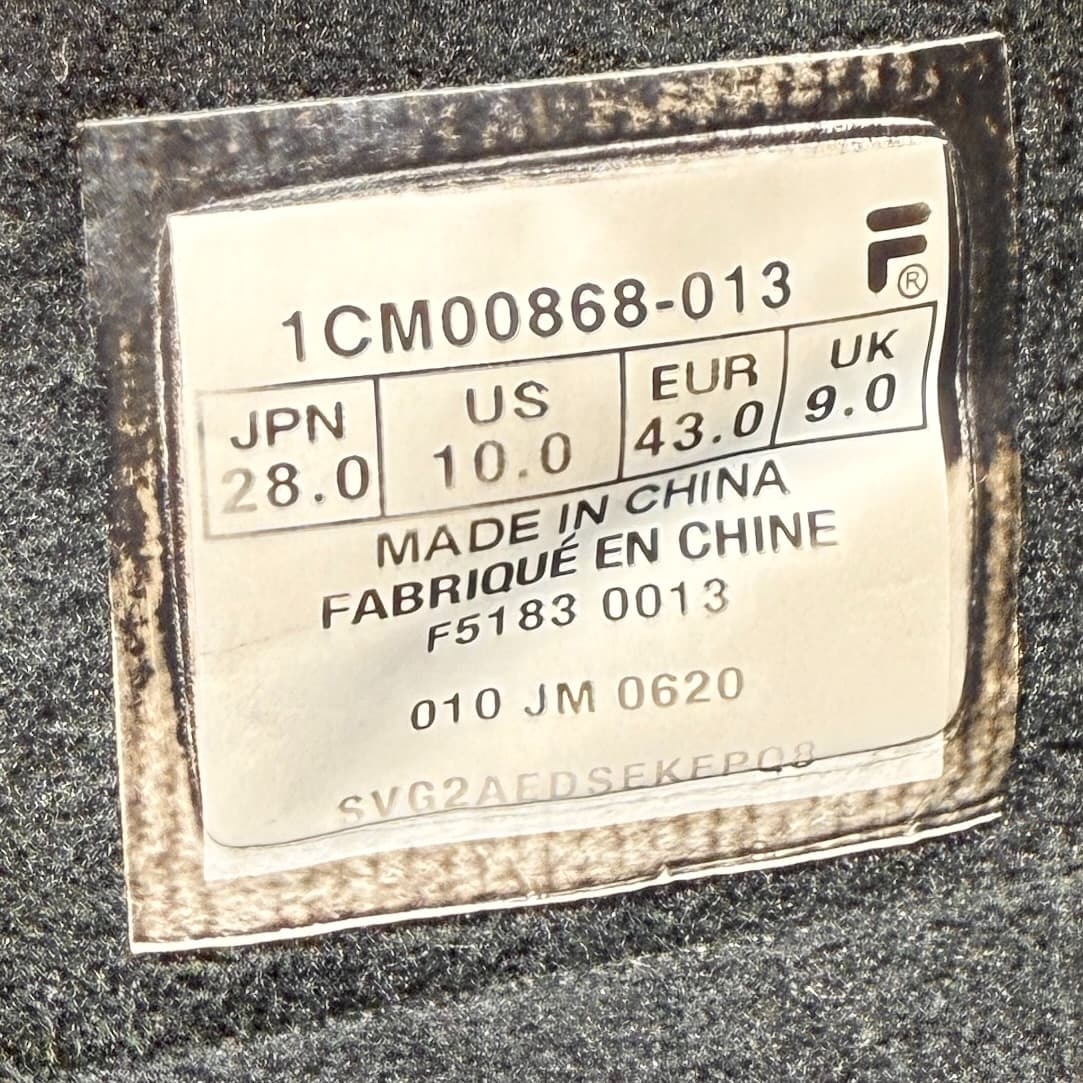 1CM00868-013
JPN US EUR UK
28.0 10.0 43.0 9.0
MADE IN CHINA
FABRIQUÉ EN CHINE
F5183 0013
010 JM 0620
SVG2AEDSEKEPQ8